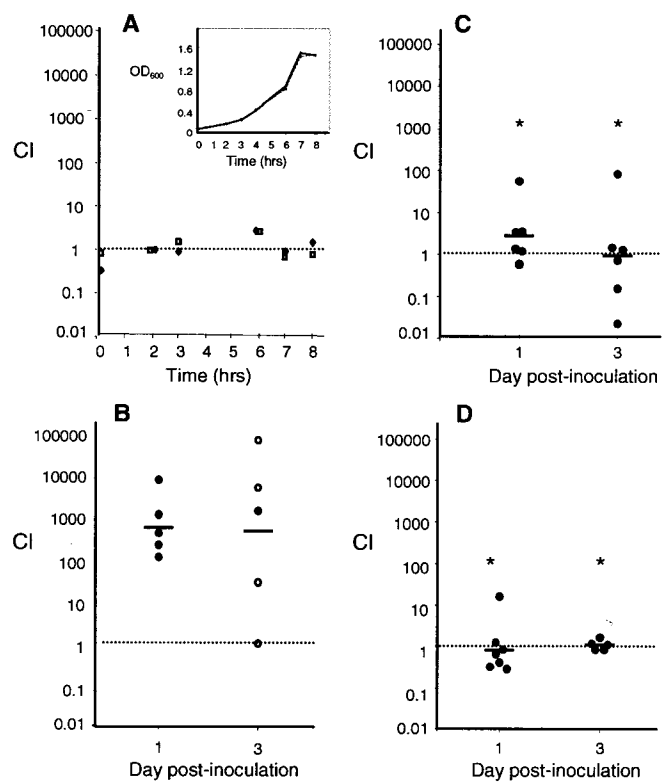 A
100000
10000
1000
100
10
1
0.1
0.01
CI
0 1 2 3 4 5 6 7 8
Time (hrs)
OD600
1.6
1.2
0.8
0.4
0
0 1 2 3 4 5 6 7 8
Time (hrs)
C
100000
10000
1000
100
10
1
0.1
0.01
CI
* *
1 3
Day post-inoculation
B
100000
10000
1000
100
10
1
0.1
0.01
CI
1 3
Day post-inoculation
D
100000
10000
1000
100
10
1
0.1
0.01
CI
* *
1 3
Day post-inoculation